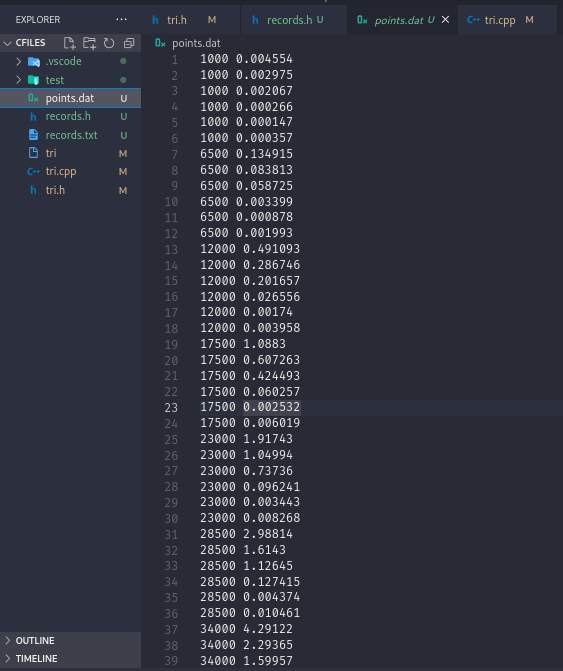 EXPLORER ...
tri.h M
records.h U
points.dat U
tri.cpp M
CFILES
.vscode
test
points.dat U
records.h U
records.txt U
tri M
tri.cpp M
tri.h M
OUTLINE
TIMELINE
points.dat
1 1000 0.004554
2 1000 0.002975
3 1000 0.002067
4 1000 0.000266
5 1000 0.000147
6 1000 0.000357
7 6500 0.134915
8 6500 0.083813
9 6500 0.058725
10 6500 0.003399
11 6500 0.000878
12 6500 0.001993
13 12000 0.491093
14 12000 0.286746
15 12000 0.201657
16 12000 0.026556
17 12000 0.00174
18 12000 0.003958
19 17500 1.0883
20 17500 0.607263
21 17500 0.424493
22 17500 0.060257
23 17500 0.002532
24 17500 0.006019
25 23000 1.91743
26 23000 1.04994
27 23000 0.73736
28 23000 0.096241
29 23000 0.003443
30 23000 0.008268
31 28500 2.98814
32 28500 1.6143
33 28500 1.12645
34 28500 0.127415
35 28500 0.004374
36 28500 0.010461
37 34000 4.29122
38 34000 2.29365
39 34000 1.59957